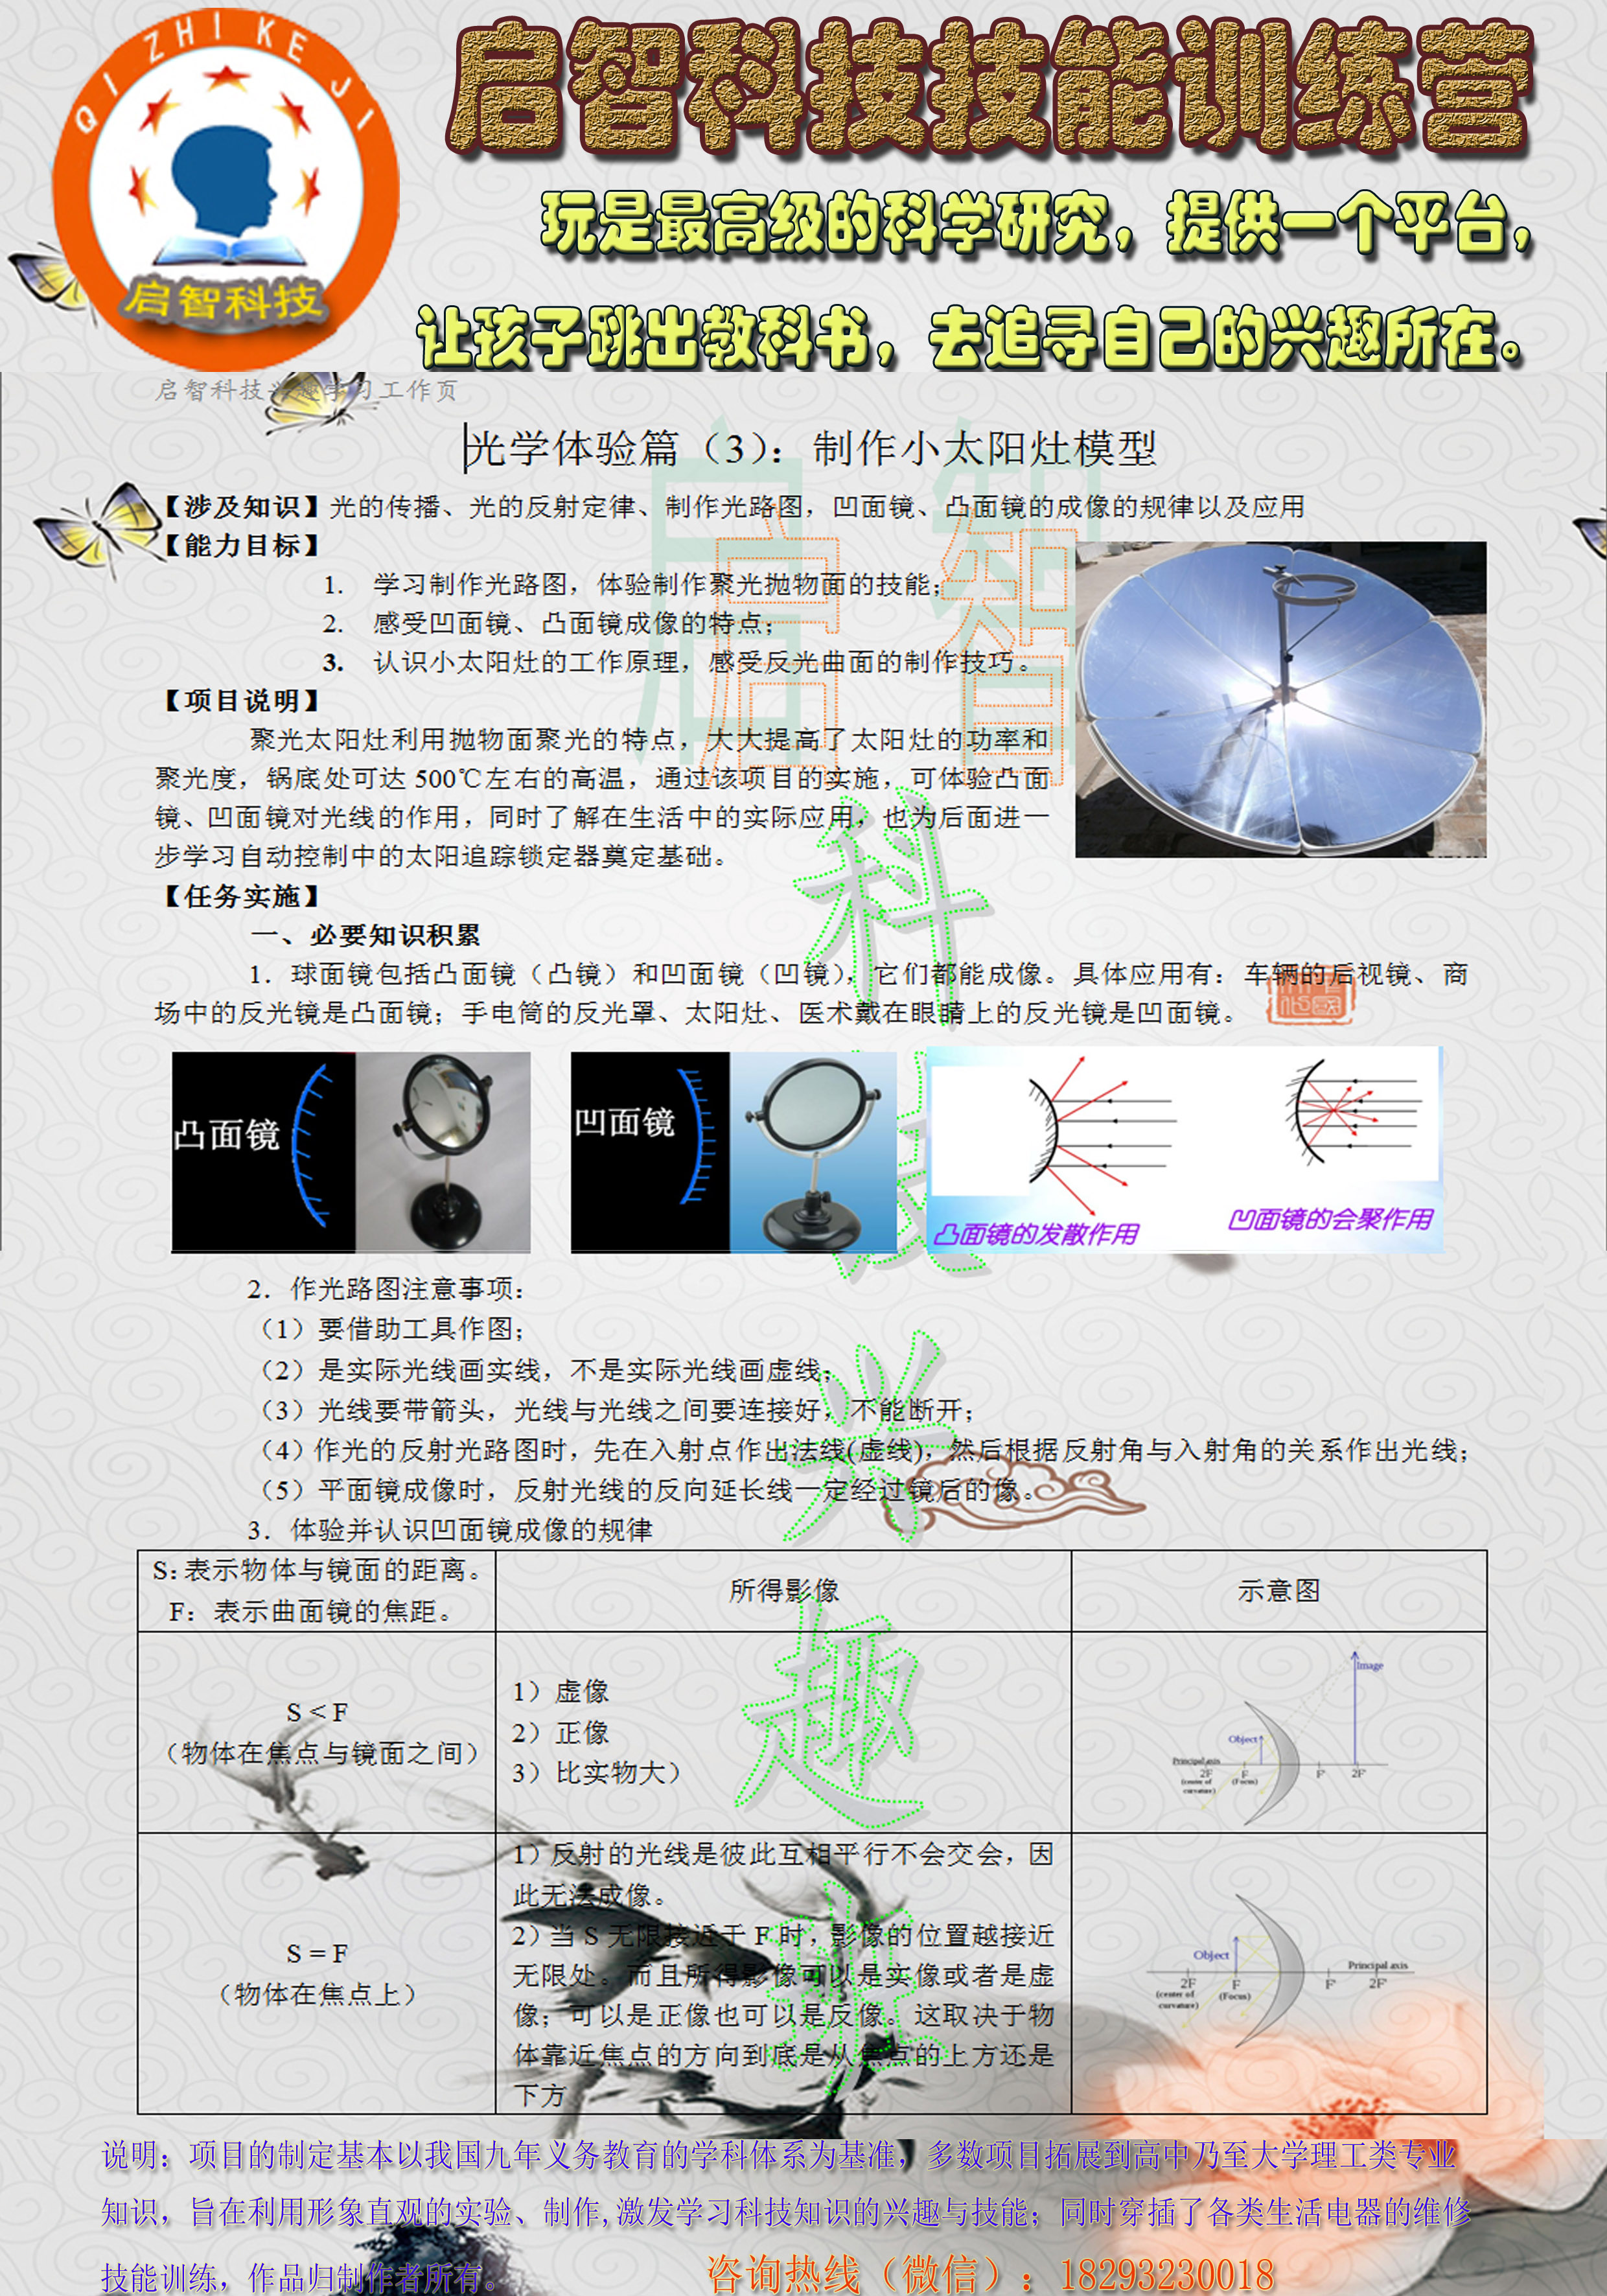 QI ZHI KE JI
启智科技
启智科技技能训练营
玩是最高级的科学研究，提供一个平台，
让孩子跳出教科书，去追寻自己的兴趣所在。
启智科技兴趣学习工作页
光学体验篇（3）：制作小太阳灶模型
【涉及知识】光的传播、光的反射定律、制作光路图，凹面镜、凸面镜的成像的规律以及应用
【能力目标】
1. 学习制作光路图，体验制作聚光抛物面的技能；
2. 感受凹面镜、凸面镜成像的特点；
3. 认识小太阳灶的工作原理，感受反光曲面的制作技巧。
【项目说明】
聚光太阳灶利用抛物面聚光的特点，大大提高了太阳灶的功率和
聚光度，锅底处可达 500℃左右的高温，通过该项目的实施，可体验凸面
镜、凹面镜对光线的作用，同时了解在生活中的实际应用，也为后面进一
步学习自动控制中的太阳追踪锁定器奠定基础。
【任务实施】
一、必要知识积累
1．球面镜包括凸面镜（凸镜）和凹面镜（凹镜），它们都能成像。具体应用有：车辆的后视镜、商
场中的反光镜是凸面镜；手电筒的反光罩、太阳灶、医术戴在眼睛上的反光镜是凹面镜。
凸面镜
凹面镜
凸面镜的发散作用
凹面镜的会聚作用
2．作光路图注意事项：
（1）要借助工具作图；
（2）是实际光线画实线，不是实际光线画虚线；
（3）光线要带箭头，光线与光线之间要连接好，不能断开；
（4）作光的反射光路图时，先在入射点作出法线(虚线)，然后根据反射角与入射角的关系作出光线；
（5）平面镜成像时，反射光线的反向延长线一定经过镜后的像。
3．体验并认识凹面镜成像的规律
S：表示物体与镜面的距离。
F：表示曲面镜的焦距。
所得影像
示意图
S < F
（物体在焦点与镜面之间）
1）虚像
2）正像
3）比实物大）
Image
Object
Principal axis
2F
F
F'
2F'
(center of
curvature)
(Focus)
S = F
（物体在焦点上）
1）反射的光线是彼此互相平行不会交会，因
此无法成像。
2）当 S 无限接近于 F 时，影像的位置越接近
无限处。而且所得影像可以是实像或者是虚
像；可以是正像也可以是反像。这取决于物
体靠近焦点的方向到底是从焦点的上方还是
下方
Object
Principal axis
2F
F
F'
2F'
(center of
curvature)
(Focus)
启智科技兴趣班
说明：项目的制定基本以我国九年义务教育的学科体系为基准，多数项目拓展到高中乃至大学理工类专业
知识，旨在利用形象直观的实验、制作,激发学习科技知识的兴趣与技能；同时穿插了各类生活电器的维修
技能训练，作品归制作者所有。
咨询热线（微信）：18293230018